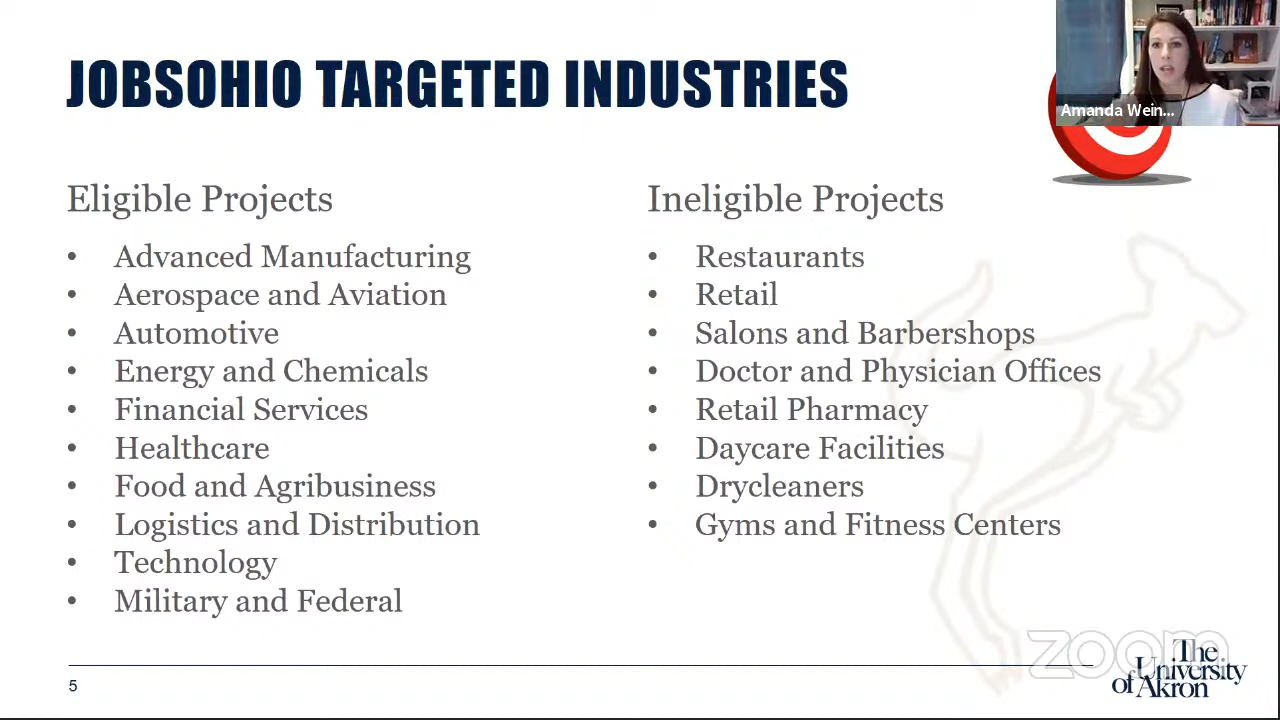 JOBSOHIO TARGETED INDUSTRIES
Amanda Wein...
Eligible Projects
• Advanced Manufacturing
• Aerospace and Aviation
• Automotive
• Energy and Chemicals
• Financial Services
• Healthcare
• Food and Agribusiness
• Logistics and Distribution
• Technology
• Military and Federal
Ineligible Projects
• Restaurants
• Retail
• Salons and Barbershops
• Doctor and Physician Offices
• Retail Pharmacy
• Daycare Facilities
• Drycleaners
• Gyms and Fitness Centers
zoom
The
University
of Akron
5